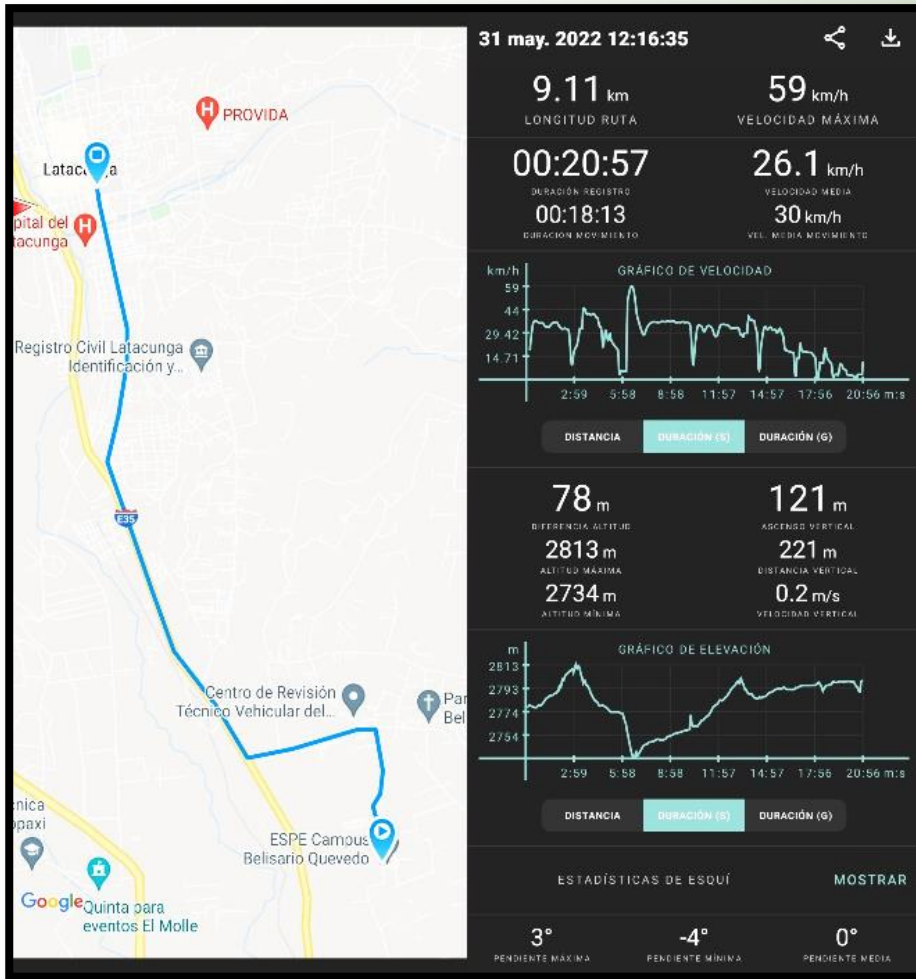 PROVIDA
Latac
a
pital del
tacunga
Registro Civil Latacunga
Identificación y...
E35
Centro de Revisión
Técnico Vehicular del...
Par
Bel
ESPE Campus
Belisario Quevedo
cnica
opaxi
Google
Quinta para
eventos El Molle
31 may. 2022 12:16:35
9.11 km
LONGITUD RUTA
59 km/h
VELOCIDAD MÁXIMA
00:20:57
DURACIÓN REGISTRO
26.1 km/h
VELOCIDAD MEDIA
00:18:13
DURACIÓN MOVIMIENTO
30 km/h
VEL. MEDIA MOVIMIENTO
km/h
GRÁFICO DE VELOCIDAD
59
44
29.42
14.71
2:59 5:58 8:58 11:57 14:57 17:56 20:56 m:s
DISTANCIA DURACIÓN (S) DURACIÓN (G)
78 m
DIFERENCIA ALTITUD
121 m
ASCENSO VERTICAL
2813 m
ALTITUD MÁXIMA
221 m
DISTANCIA VERTICAL
2734 m
ALTITUD MÍNIMA
0.2 m/s
VELOCIDAD VERTICAL
m
GRÁFICO DE ELEVACIÓN
2813
2793
2774
2754
2:59 5:58 8:58 11:57 14:57 17:56 20:56 m:s
DISTANCIA DURACIÓN (S) DURACIÓN (G)
ESTADÍSTICAS DE ESQUÍ MOSTRAR
3°
PENDIENTE MÁXIMA
-4°
PENDIENTE MÍNIMA
0°
PENDIENTE MEDIA